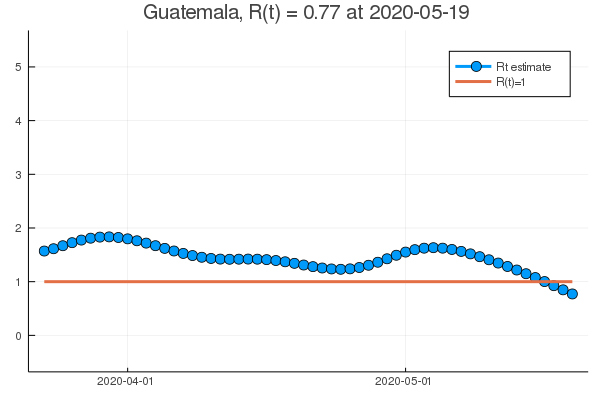 Guatemala, R(t) = 0.77 at 2020-05-19
5
Rt estimate
R(t)=1
4
3
2
1
0
2020-04-01
2020-05-01